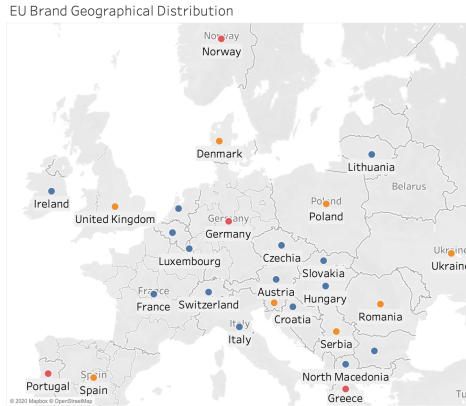 EU Brand Geographical Distribution
Norway
Norway
Denmark
Lithuania
Belarus
Ireland
United Kingdom
Poland
Poland
Germany
Germany
Ukraine
Ukraine
Czechia
Luxembourg
Slovakia
Austria
France
France
Switzerland
Hungary
Croatia
Romania
Italy
Italy
Serbia
North Macedonia
Spain
Portugal
Spain
Greece
Tu
© 2020 Mapbox © OpenStreetMap